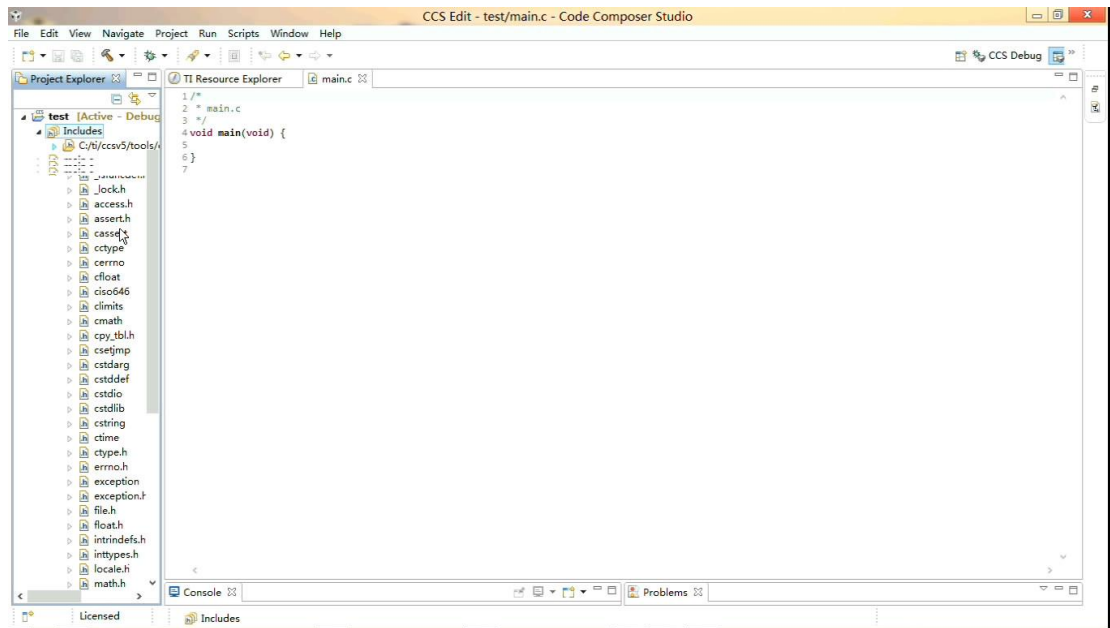 CCS Edit - test/main.c - Code Composer Studio
File Edit View Navigate Project Run Scripts Window Help
CCS Debug
Project Explorer
TI Resource Explorer
main.c
test [Active - Debug
Includes
C:/ti/ccsv5/tools/
_lock.h
access.h
assert.h
cctype
cerrno
cfloat
ciso646
climits
cmath
cpy_tbl.h
csetjmp
cstdarg
cstddef
cstdio
cstdlib
cstring
ctime
ctype.h
errno.h
exception
exception.h
file.h
float.h
intrindefs.h
inttypes.h
locale.h
math.h
1 /*
2 * main.c
3 */
4 void main(void) {
5
6 }
7
Console
Problems
Licensed
Includes